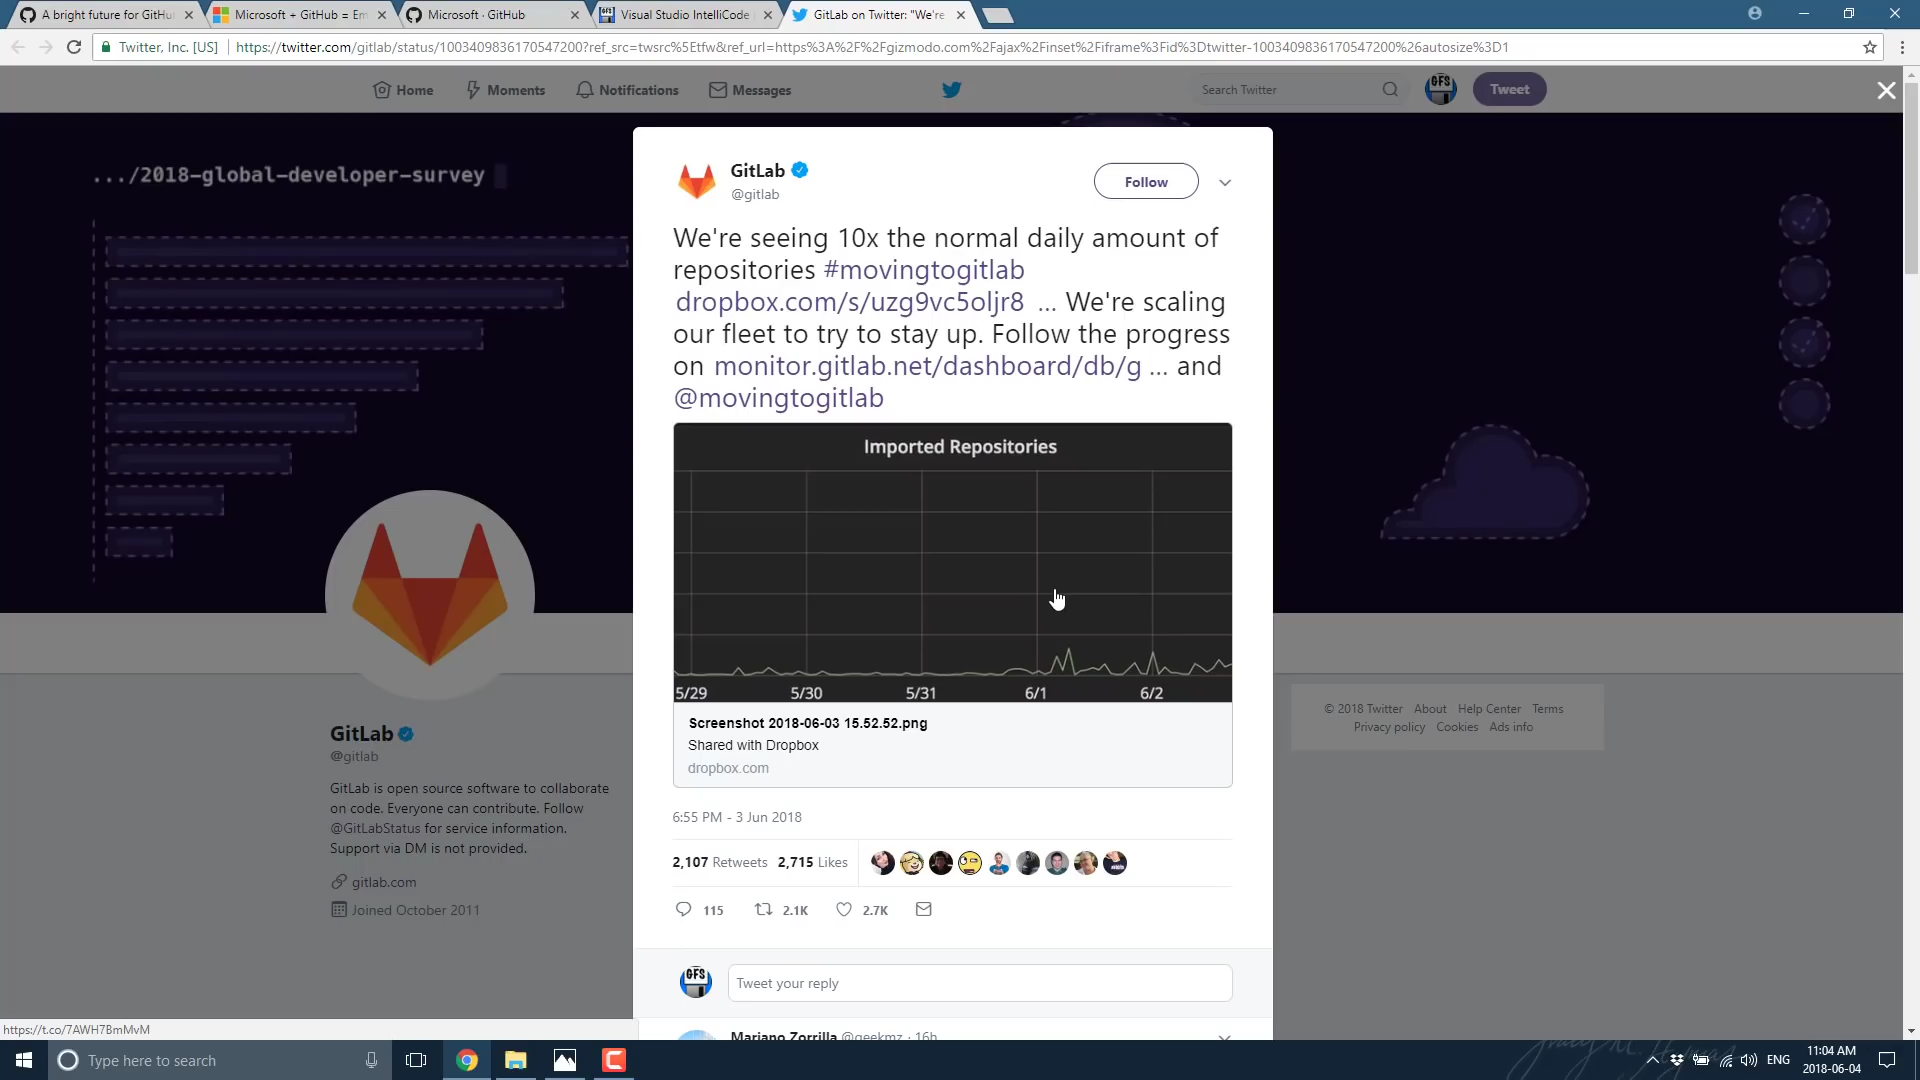 A bright future for GitHu
Microsoft + GitHub = Em
Microsoft · GitHub
Visual Studio IntelliCode
GitLab on Twitter: "We're
Twitter, Inc. [US]
https://twitter.com/gitlab/status/1003409836170547200?ref_src=twsrc%5Etfw&ref_url=https%3A%2F%2Fgizmodo.com%2Fajax%2Finset%2Fiframe%3Fid%3Dtwitter-1003409836170547200%26autosize%3D1
Home
Moments
Notifications
Messages
Search Twitter
GFS
Tweet
.../2018-global-developer-survey
GitLab
@gitlab
Follow
We're seeing 10x the normal daily amount of
repositories #movingtogitlab
dropbox.com/s/uzg9vc5oljr8 … We're scaling
our fleet to try to stay up. Follow the progress
on monitor.gitlab.net/dashboard/db/g … and
@movingtogitlab
Imported Repositories
5/29 5/30 5/31 6/1 6/2
Screenshot 2018-06-03 15.52.52.png
Shared with Dropbox
dropbox.com
6:55 PM - 3 Jun 2018
2,107 Retweets 2,715 Likes
115 2.1K 2.7K
GFS
Tweet your reply
Mariano Zorrilla @geekmz · 16h
GitLab
@gitlab
GitLab is open source software to collaborate
on code. Everyone can contribute. Follow
@GitLabStatus for service information.
Support via DM is not provided.
gitlab.com
Joined October 2011
© 2018 Twitter About Help Center Terms
Privacy policy Cookies Ads info
https://t.co/7AWH7BmMvM
Type here to search
ENG
11:04 AM
2018-06-04